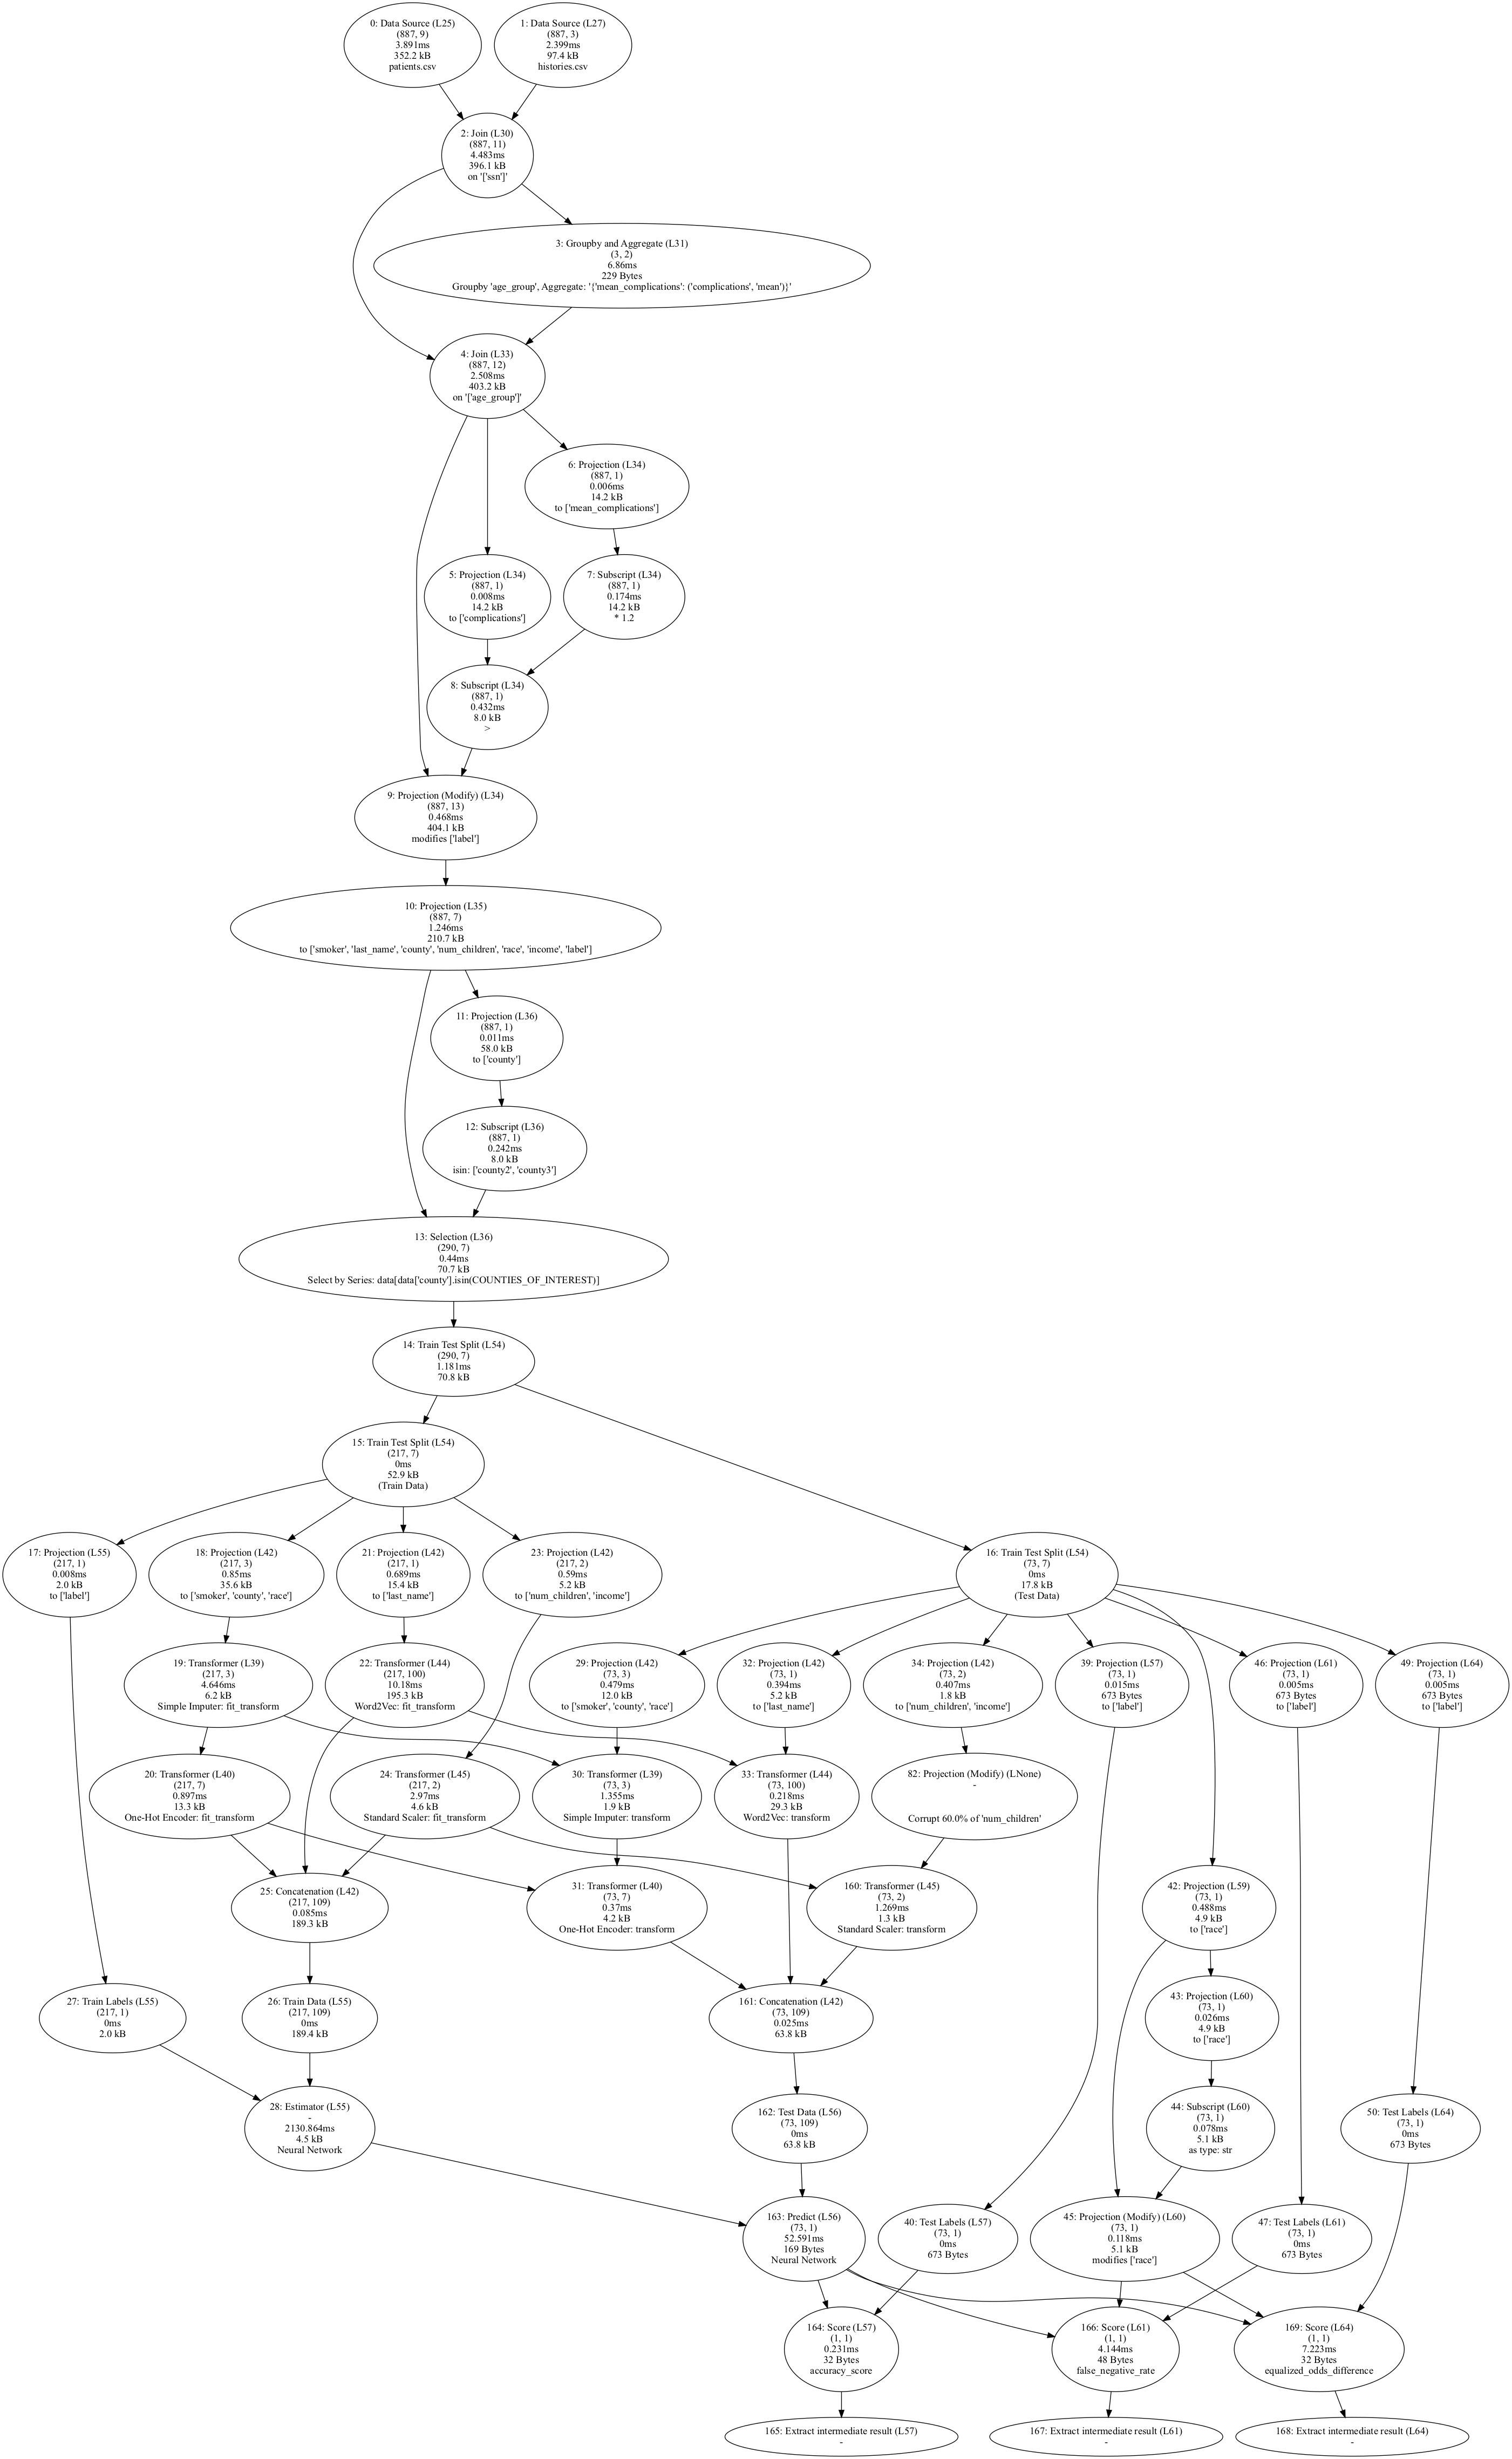 0: Data Source (L25)
(887, 9)
3.891ms
352.2 kB
patients.csv
1: Data Source (L27)
(887, 3)
2.399ms
97.4 kB
histories.csv
2: Join (L30)
(887, 11)
4.483ms
396.1 kB
on '['ssn']'
3: Groupby and Aggregate (L31)
(3, 2)
6.86ms
229 Bytes
Groupby 'age_group', Aggregate: '{'mean_complications': ('complications', 'mean')}'
4: Join (L33)
(887, 12)
2.508ms
403.2 kB
on '['age_group']'
6: Projection (L34)
(887, 1)
0.006ms
14.2 kB
to ['mean_complications']
5: Projection (L34)
(887, 1)
0.008ms
14.2 kB
to ['complications']
7: Subscript (L34)
(887, 1)
0.174ms
14.2 kB
* 1.2
8: Subscript (L34)
(887, 1)
0.432ms
8.0 kB
>
9: Projection (Modify) (L34)
(887, 13)
0.468ms
404.1 kB
modifies ['label']
10: Projection (L35)
(887, 7)
1.246ms
210.7 kB
to ['smoker', 'last_name', 'county', 'num_children', 'race', 'income', 'label']
11: Projection (L36)
(887, 1)
0.011ms
58.0 kB
to ['county']
12: Subscript (L36)
(887, 1)
0.242ms
8.0 kB
isin: ['county2', 'county3']
13: Selection (L36)
(290, 7)
0.44ms
70.7 kB
Select by Series: data[data['county'].isin(COUNTIES_OF_INTEREST)]
14: Train Test Split (L54)
(290, 7)
1.181ms
70.8 kB
15: Train Test Split (L54)
(217, 7)
0ms
52.9 kB
(Train Data)
17: Projection (L55)
(217, 1)
0.008ms
2.0 kB
to ['label']
18: Projection (L42)
(217, 3)
0.85ms
35.6 kB
to ['smoker', 'county', 'race']
21: Projection (L42)
(217, 1)
0.689ms
15.4 kB
to ['last_name']
23: Projection (L42)
(217, 2)
0.59ms
5.2 kB
to ['num_children', 'income']
16: Train Test Split (L54)
(73, 7)
0ms
17.8 kB
(Test Data)
19: Transformer (L39)
(217, 3)
4.646ms
6.2 kB
Simple Imputer: fit_transform
22: Transformer (L44)
(217, 100)
10.18ms
195.3 kB
Word2Vec: fit_transform
29: Projection (L42)
(73, 3)
0.479ms
12.0 kB
to ['smoker', 'county', 'race']
32: Projection (L42)
(73, 1)
0.394ms
5.2 kB
to ['last_name']
34: Projection (L42)
(73, 2)
0.407ms
1.8 kB
to ['num_children', 'income']
39: Projection (L57)
(73, 1)
0.015ms
673 Bytes
to ['label']
46: Projection (L61)
(73, 1)
0.005ms
673 Bytes
to ['label']
49: Projection (L64)
(73, 1)
0.005ms
673 Bytes
to ['label']
20: Transformer (L40)
(217, 7)
0.897ms
13.3 kB
One-Hot Encoder: fit_transform
24: Transformer (L45)
(217, 2)
2.97ms
4.6 kB
Standard Scaler: fit_transform
30: Transformer (L39)
(73, 3)
1.355ms
1.9 kB
Simple Imputer: transform
33: Transformer (L44)
(73, 100)
0.218ms
29.3 kB
Word2Vec: transform
82: Projection (Modify) (LNone)
-
Corrupt 60.0% of 'num_children'
25: Concatenation (L42)
(217, 109)
0.085ms
189.3 kB
31: Transformer (L40)
(73, 7)
0.37ms
4.2 kB
One-Hot Encoder: transform
160: Transformer (L45)
(73, 2)
1.269ms
1.3 kB
Standard Scaler: transform
42: Projection (L59)
(73, 1)
0.488ms
4.9 kB
to ['race']
27: Train Labels (L55)
(217, 1)
0ms
2.0 kB
26: Train Data (L55)
(217, 109)
0ms
189.4 kB
161: Concatenation (L42)
(73, 109)
0.025ms
63.8 kB
43: Projection (L60)
(73, 1)
0.026ms
4.9 kB
to ['race']
28: Estimator (L55)
-
2130.864ms
4.5 kB
Neural Network
162: Test Data (L56)
(73, 109)
0ms
63.8 kB
44: Subscript (L60)
(73, 1)
0.078ms
5.1 kB
as type: str
50: Test Labels (L64)
(73, 1)
0ms
673 Bytes
163: Predict (L56)
(73, 1)
52.591ms
169 Bytes
Neural Network
40: Test Labels (L57)
(73, 1)
0ms
673 Bytes
45: Projection (Modify) (L60)
(73, 1)
0.118ms
5.1 kB
modifies ['race']
47: Test Labels (L61)
(73, 1)
0ms
673 Bytes
164: Score (L57)
(1, 1)
0.231ms
32 Bytes
accuracy_score
166: Score (L61)
(1, 1)
4.144ms
48 Bytes
false_negative_rate
169: Score (L64)
(1, 1)
7.223ms
32 Bytes
equalized_odds_difference
165: Extract intermediate result (L57)
-
167: Extract intermediate result (L61)
-
168: Extract intermediate result (L64)
-